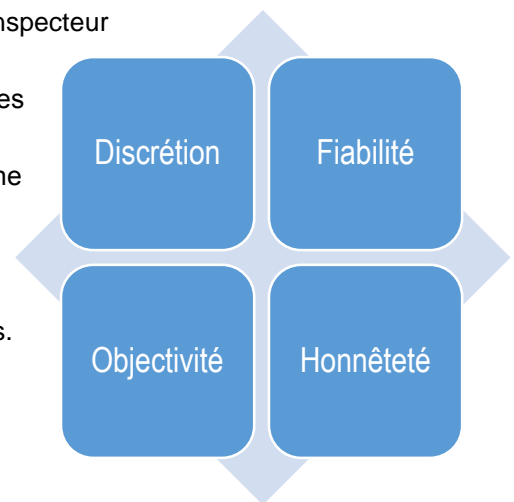 nspecteur
es
ne
s.
Discrétion Fiabilité
Objectivité Honnêteté